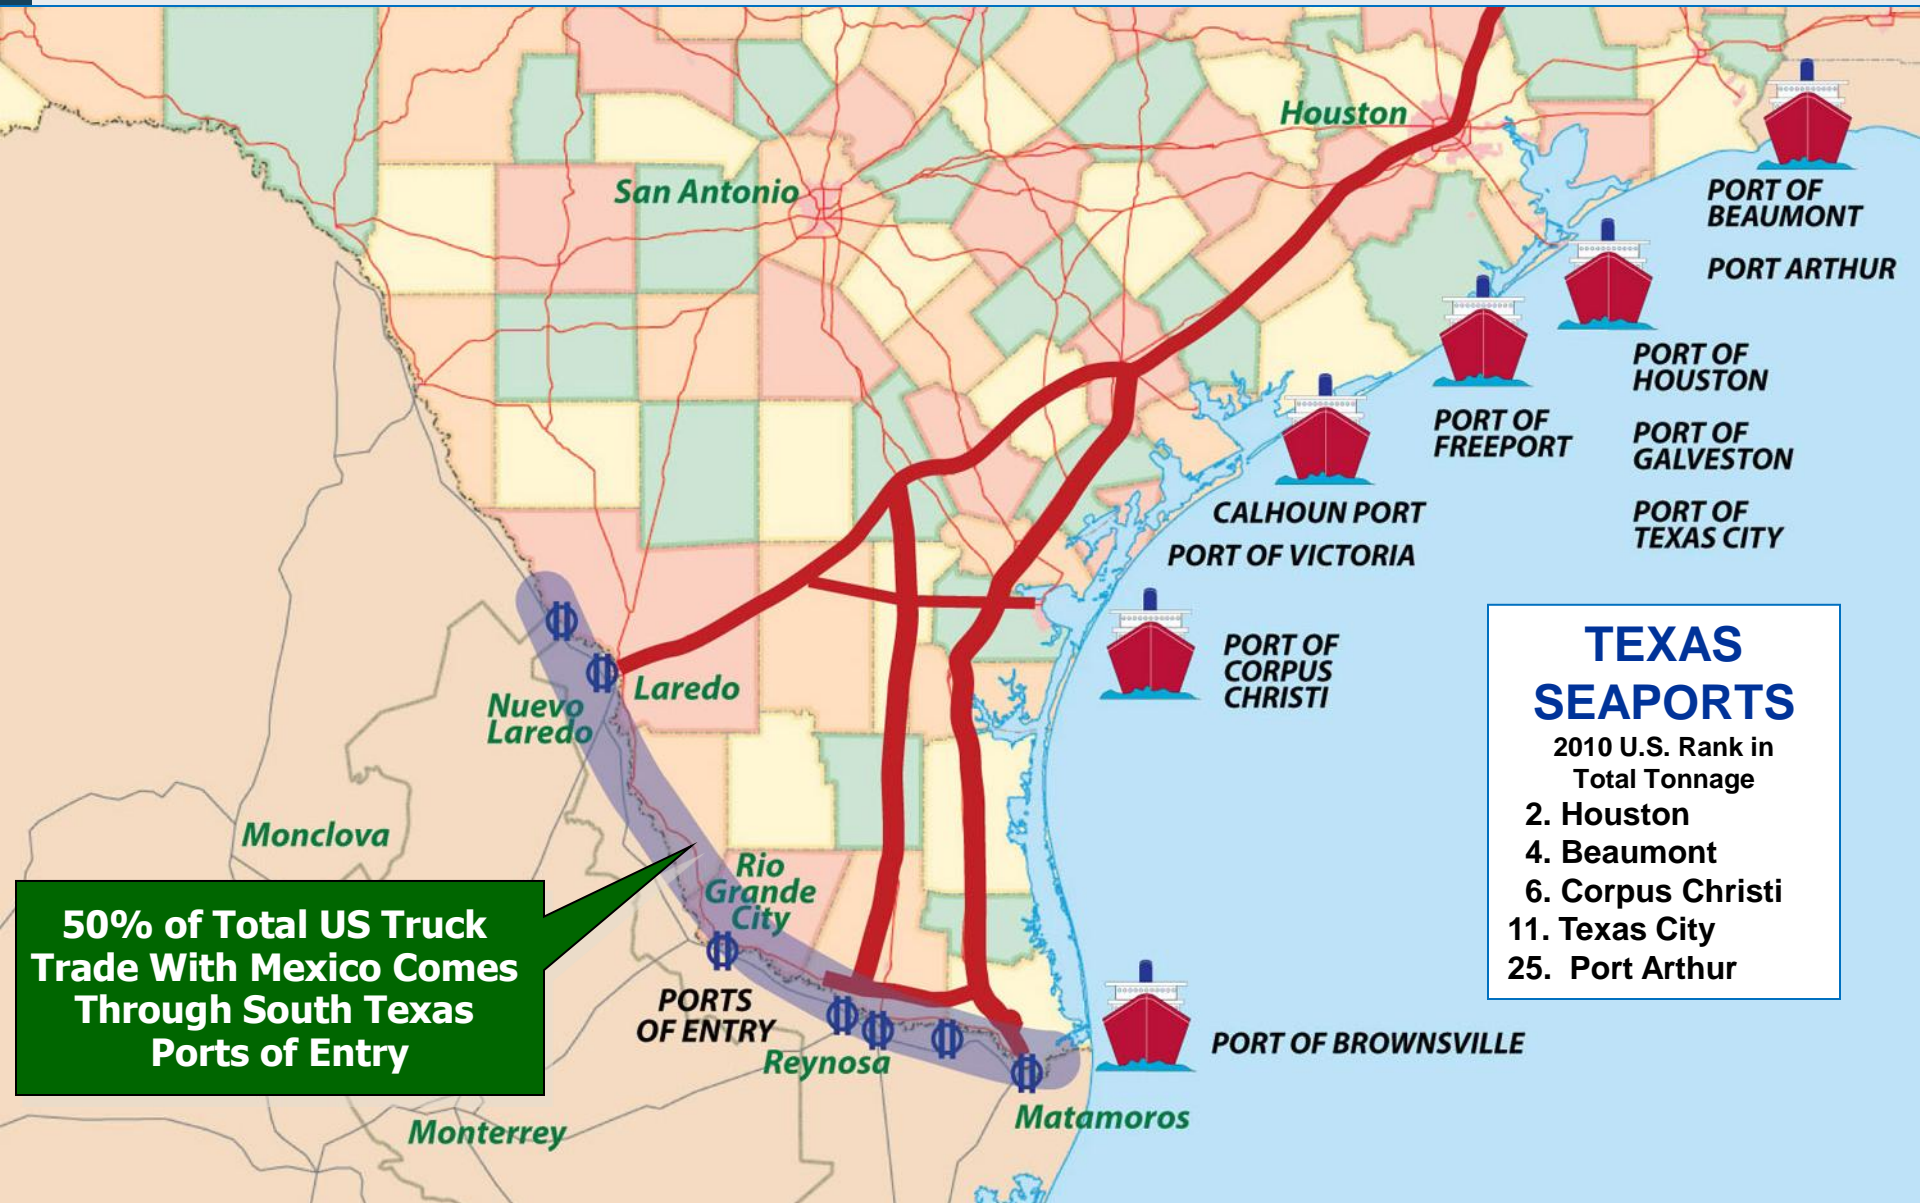 Houston
San Antonio
PORT OF
BEAUMONT
PORT ARTHUR
PORT OF
HOUSTON
PORT OF
GALVESTON
PORT OF
TEXAS CITY
PORT OF
FREEPORT
CALHOUN PORT
PORT OF VICTORIA
PORT OF
CORPUS
CHRISTI
Laredo
Nuevo
Laredo
Monclova
Rio
Grande
City
PORTS
OF ENTRY
Reynosa
Matamoros
Monterrey
PORT OF BROWNSVILLE
50% of Total US Truck
Trade With Mexico Comes
Through South Texas
Ports of Entry
TEXAS
SEAPORTS
2010 U.S. Rank in
Total Tonnage
2. Houston
4. Beaumont
6. Corpus Christi
11. Texas City
25. Port Arthur